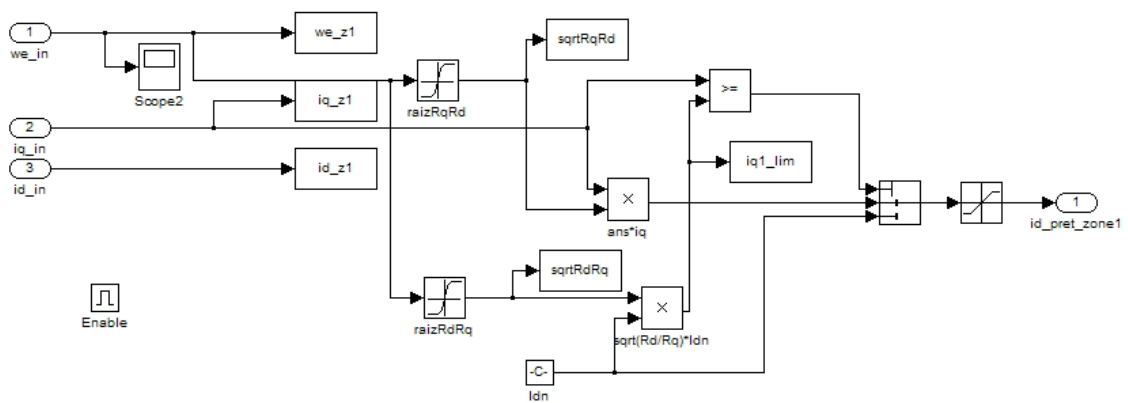 1
we_in
Scope2
we_z1
sqrtRqRd
raizRqRd
iq_z1
>=
2
iq_in
3
id_in
id_z1
iq1_lim
×
ans*iq
1
id_pret_zone1
sqrtRdRq
raizRdRq
×
sqrt(Rd/Rq)*Idn
Enable
-C-
Idn